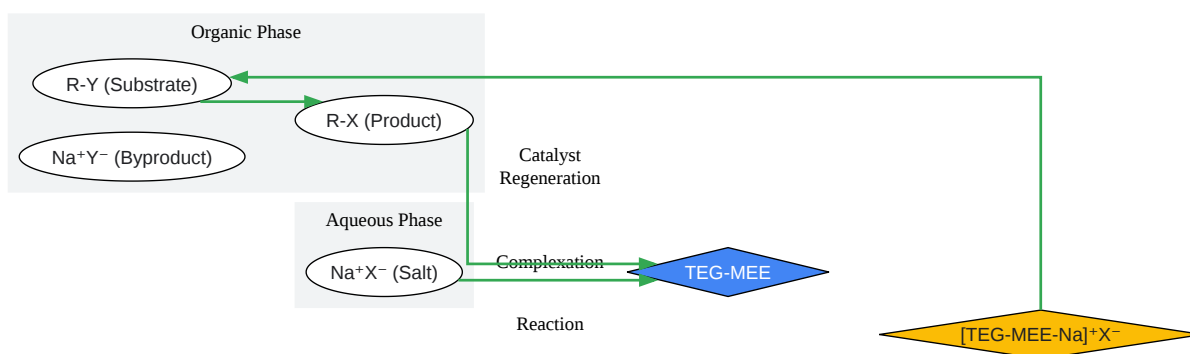 Organic Phase
R-Y (Substrate)
R-X (Product)
Na⁺Y⁻ (Byproduct)
Catalyst
Regeneration
Aqueous Phase
Na⁺X⁻ (Salt)
Complexation
TEG-MEE
Reaction
[TEG-MEE-Na]⁺X⁻